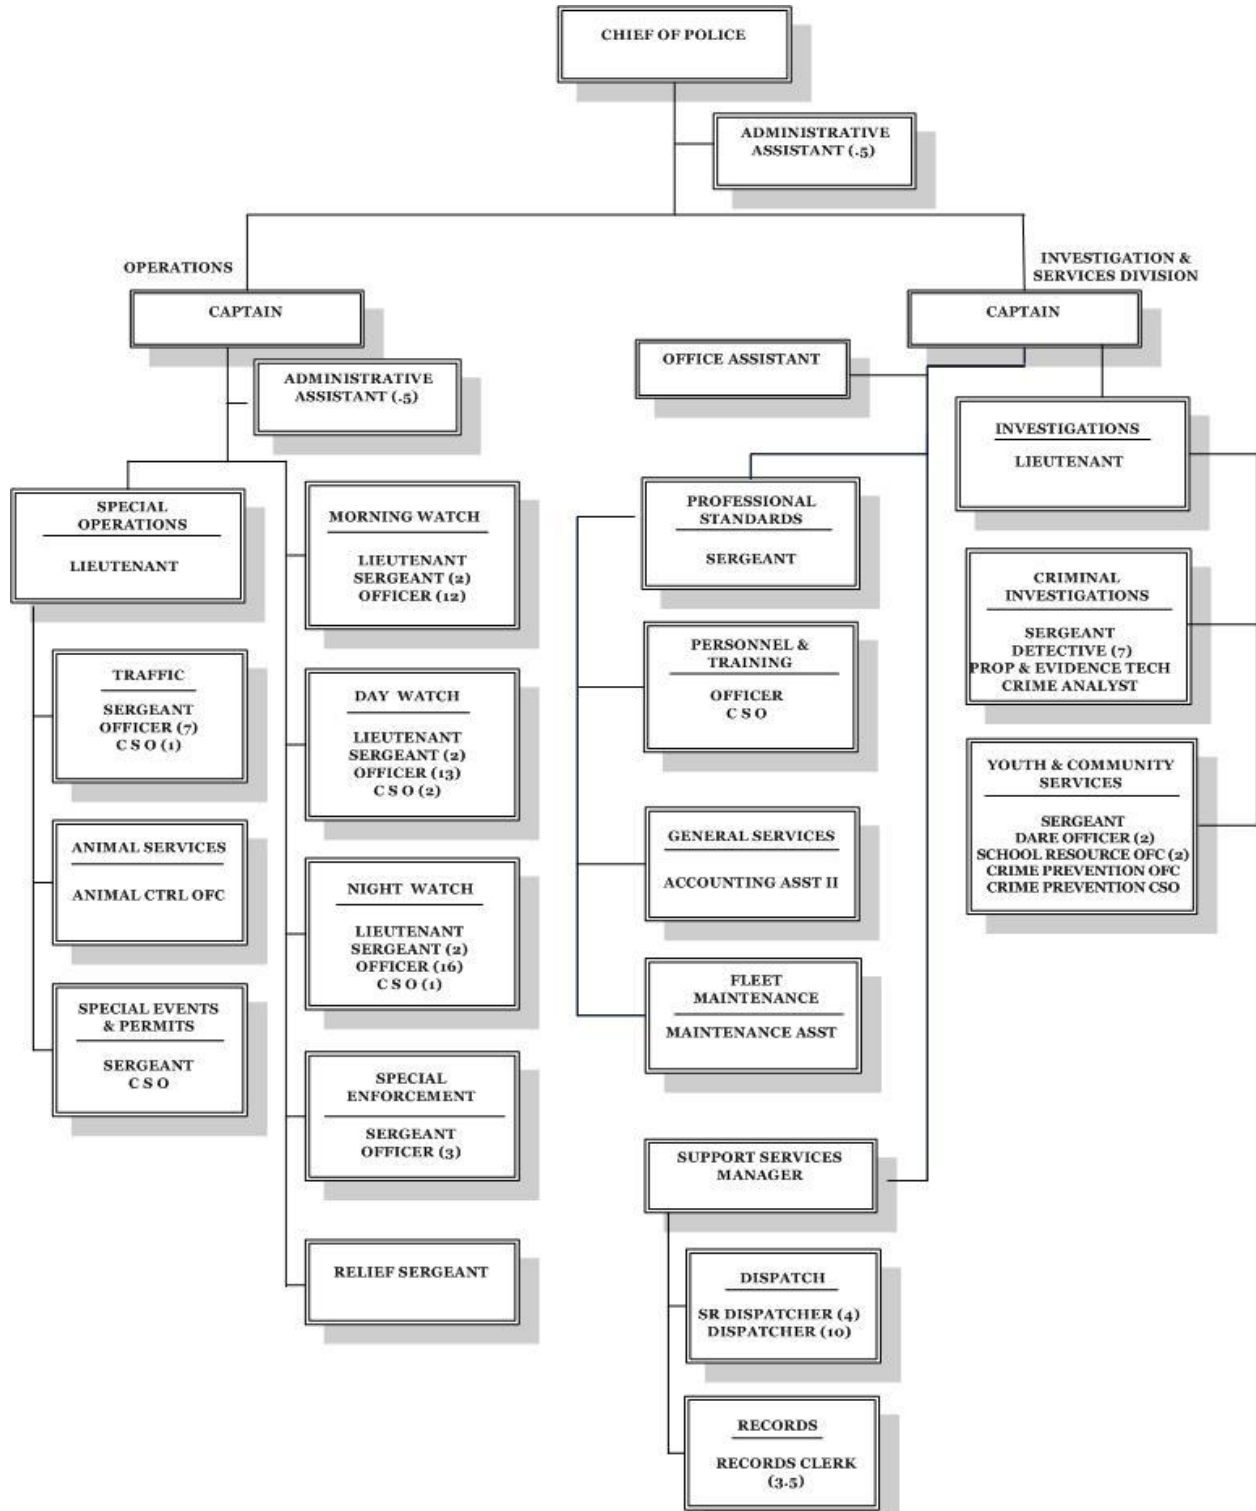 CHIEF OF POLICE
ADMINISTRATIVE
ASSISTANT (.5)
OPERATIONS
CAPTAIN
ADMINISTRATIVE
ASSISTANT (.5)
SPECIAL
OPERATIONS
LIEUTENANT
TRAFFIC
SERGEANT
OFFICER (7)
C S O (1)
ANIMAL SERVICES
ANIMAL CTRL OFC
SPECIAL EVENTS
& PERMITS
SERGEANT
C S O
MORNING WATCH
LIEUTENANT
SERGEANT (2)
OFFICER (12)
DAY WATCH
LIEUTENANT
SERGEANT (2)
OFFICER (13)
C S O (2)
NIGHT WATCH
LIEUTENANT
SERGEANT (2)
OFFICER (16)
C S O (1)
SPECIAL
ENFORCEMENT
SERGEANT
OFFICER (3)
RELIEF SERGEANT
INVESTIGATION &
SERVICES DIVISION
CAPTAIN
OFFICE ASSISTANT
PROFESSIONAL
STANDARDS
SERGEANT
PERSONNEL &
TRAINING
OFFICER
C S O
GENERAL SERVICES
ACCOUNTING ASST II
FLEET
MAINTENANCE
MAINTENANCE ASST
SUPPORT SERVICES
MANAGER
DISPATCH
SR DISPATCHER (4)
DISPATCHER (10)
RECORDS
RECORDS CLERK
(3.5)
INVESTIGATIONS
LIEUTENANT
CRIMINAL
INVESTIGATIONS
SERGEANT
DETECTIVE (7)
PROP & EVIDENCE TECH
CRIME ANALYST
YOUTH & COMMUNITY
SERVICES
SERGEANT
DARE OFFICER (2)
SCHOOL RESOURCE OFC (2)
CRIME PREVENTION OFC
CRIME PREVENTION CSO